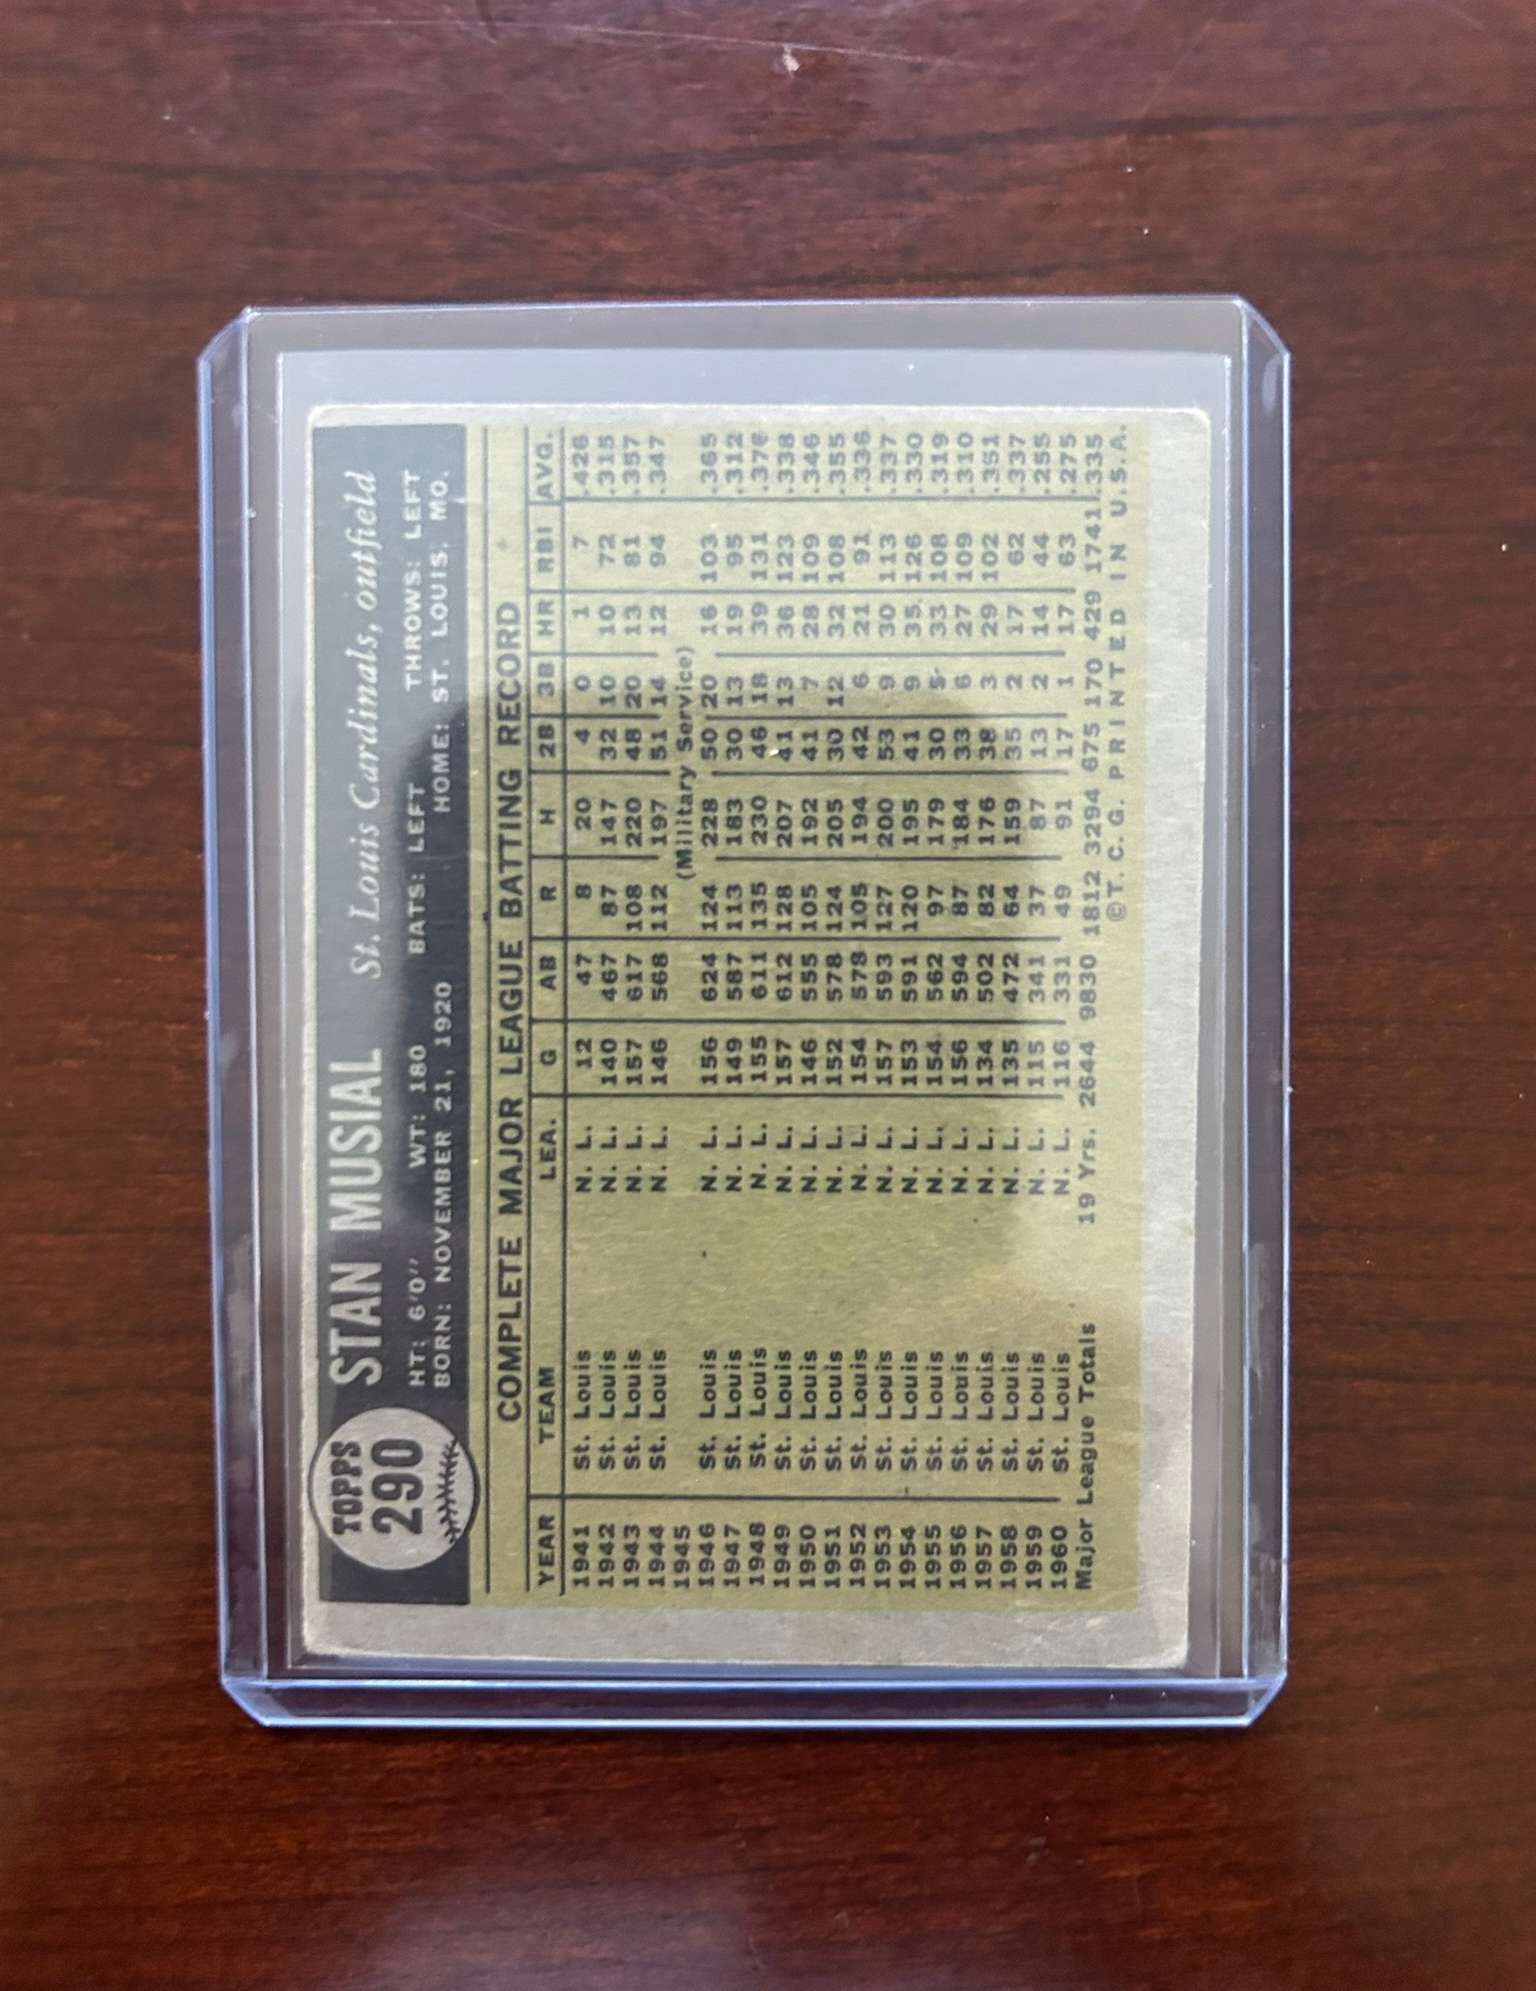 TOPPS
290
STAN MUSIAL St. Louis Cardinals, outfield
HT: 6'0" WT: 180 BATS: LEFT THROWS: LEFT
BORN: NOVEMBER 21, 1920 HOME: ST. LOUIS, MO.
COMPLETE MAJOR LEAGUE BATTING RECORD
YEAR TEAM LEA. G AB R H 2B 3B HR RBI AVG.
1941 St. Louis N. L. 12 47 8 20 4 0 1 7 .426
1942 St. Louis N. L. 140 467 87 147 32 10 10 72 .315
1943 St. Louis N. L. 157 617 108 220 48 20 13 81 .357
1944 St. Louis N. L. 146 568 112 197 51 14 12 94 .347
1945 (Military Service)
1946 St. Louis N. L. 156 624 124 228 50 20 16 103 .365
1947 St. Louis N. L. 149 587 113 183 30 13 19 95 .312
1948 St. Louis N. L. 155 611 135 230 46 18 39 131 .376
1949 St. Louis N. L. 157 612 128 207 41 13 36 123 .338
1950 St. Louis N. L. 146 555 105 192 41 7 28 109 .346
1951 St. Louis N. L. 152 578 124 205 30 12 32 108 .355
1952 St. Louis N. L. 154 578 105 194 42 6 21 91 .336
1953 St. Louis N. L. 157 593 127 200 53 9 30 113 .337
1954 St. Louis N. L. 153 591 120 195 41 9 35 126 .330
1955 St. Louis N. L. 154 562 97 179 30 5 33 108 .319
1956 St. Louis N. L. 156 594 87 184 33 6 27 109 .310
1957 St. Louis N. L. 134 502 82 176 38 3 29 102 .351
1958 St. Louis N. L. 135 472 64 159 35 2 17 62 .337
1959 St. Louis N. L. 115 341 37 87 13 2 14 44 .255
1960 St. Louis N. L. 116 331 49 91 17 1 17 63 .275
Major League Totals 19 Yrs. 2644 9830 1812 3294 675 170 429 1741 .335
©T. C. G. PRINTED IN U.S.A.